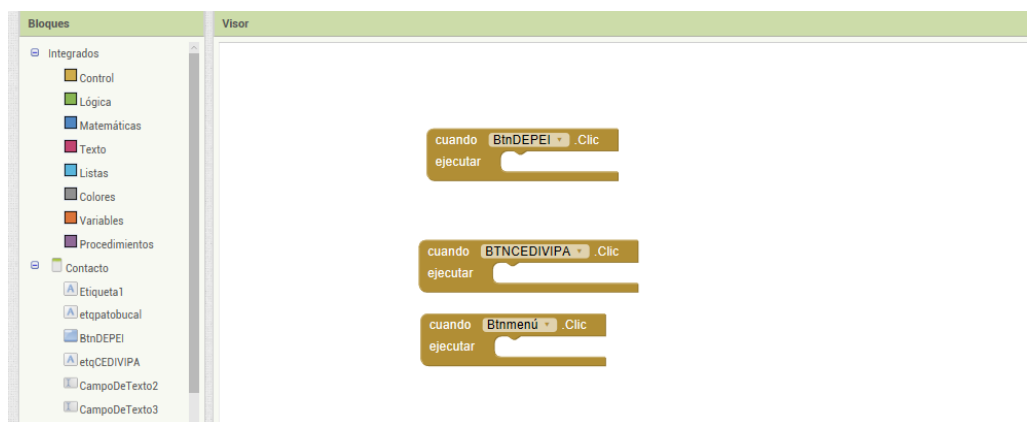 Bloques
Visor
Integrados
Control
Lógica
Matemáticas
Texto
Listas
Colores
Variables
Procedimientos
Contacto
Etiqueta1
etqpatobucal
BtnDEPEI
etqCEDIVIPA
CampoDeTexto2
CampoDeTexto3
cuando BtnDEPEI .Clic
ejecutar
cuando BTNCEDIVIPA .Clic
ejecutar
cuando Btnmenú .Clic
ejecutar